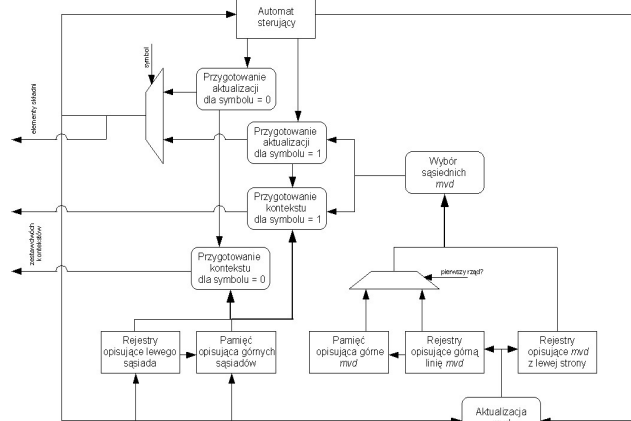 Automat
sterujący
symbol
Przygotowanie
aktualizacji
dla symbolu = 0
elementy składni
Przygotowanie
aktualizacji
dla symbolu = 1
Wybór
sąsiednich
mvd
Przygotowanie
kontekstu
dla symbolu = 1
zestaw dwóch
kontekstów
Przygotowanie
kontekstu
dla symbolu = 0
pierwszy rząd?
Rejestry
opisujące lewego
sąsiada
Pamięć
opisująca górnych
sąsiadów
Pamięć
opisująca górne
mvd
Rejestry
opisujące górną
linię mvd
Rejestry
opisujące mvd
z lewej strony
Aktualizacja